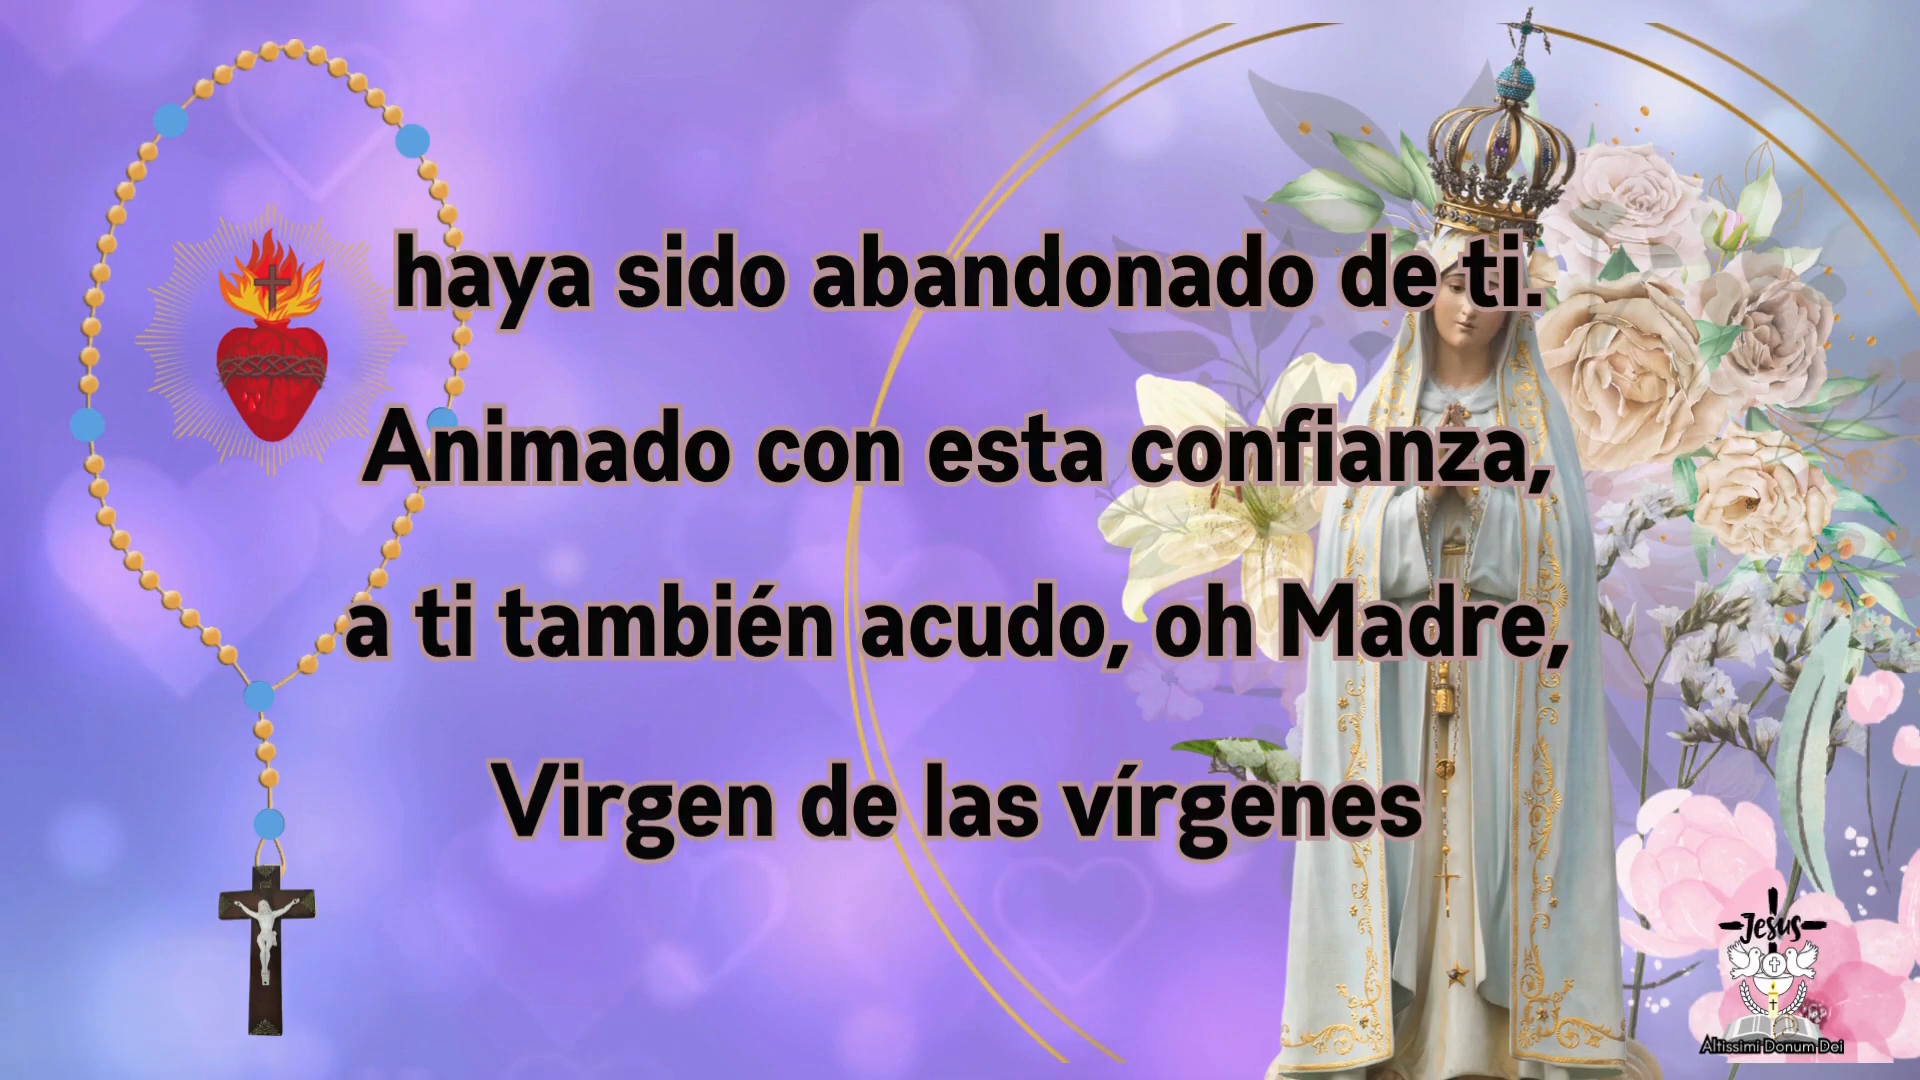 haya sido abandonado de ti.
Animado con esta confianza,
a ti también acudo, oh Madre,
Virgen de las vírgenes
Jesus
Altissimi Donum Dei